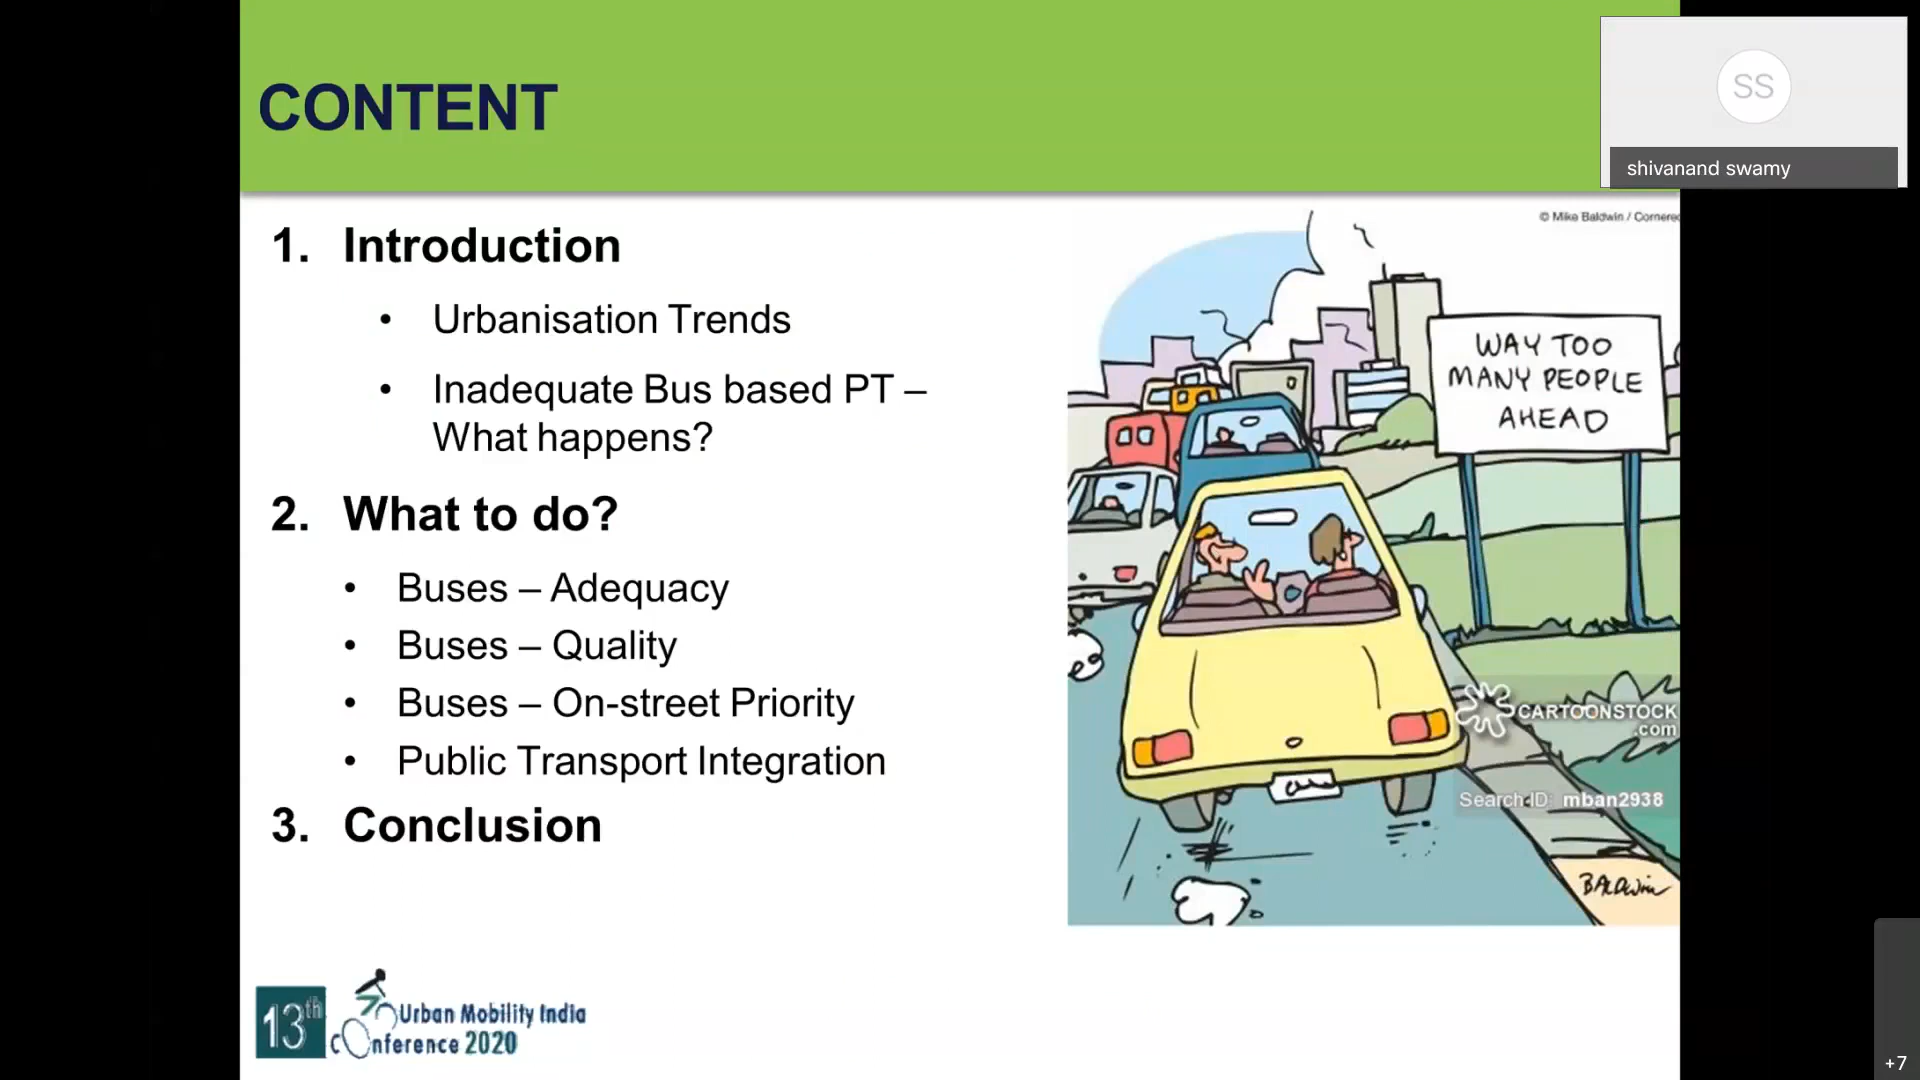 CONTENT
SS
shivanand swamy
1. Introduction
• Urbanisation Trends
• Inadequate Bus based PT –
What happens?
2. What to do?
• Buses – Adequacy
• Buses – Quality
• Buses – On-street Priority
• Public Transport Integration
3. Conclusion
© Mike Baldwin / Cornered
WAY TOO
MANY PEOPLE
AHEAD
CARTOONSTOCK
.com
Search ID: mban2938
BALDWIN
13th
Urban Mobility India
Conference 2020
+7